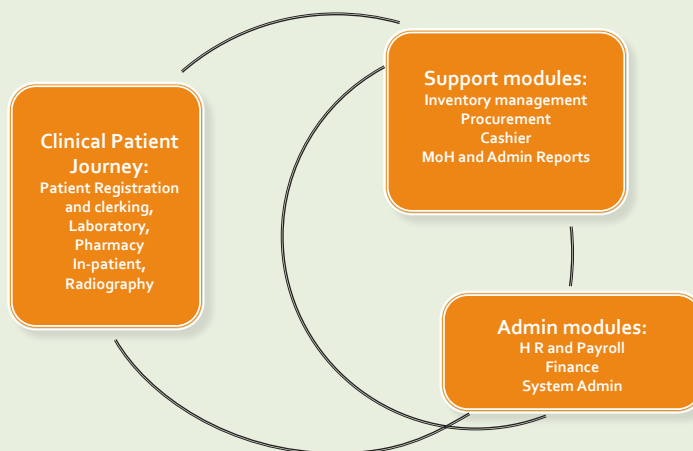 Clinical Patient
Journey:
Patient Registration
and clerking,
Laboratory,
Pharmacy
In-patient,
Radiography
Support modules:
Inventory management
Procurement
Cashier
MoH and Admin Reports
Admin modules:
H R and Payroll
Finance
System Admin